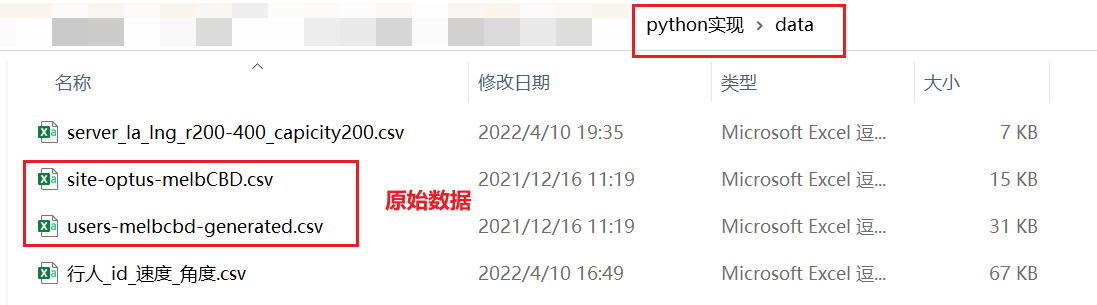 python实现 > data
名称 修改日期 类型 大小
server_la_lng_r200-400_capicity200.csv 2022/4/10 19:35 Microsoft Excel 逗... 7 KB
site-optus-melbCBD.csv 2021/12/16 11:19 Microsoft Excel 逗... 15 KB
原始数据
users-melbcbd-generated.csv 2021/12/16 11:19 Microsoft Excel 逗... 31 KB
行人_id_速度_角度.csv 2022/4/10 16:49 Microsoft Excel 逗... 67 KB